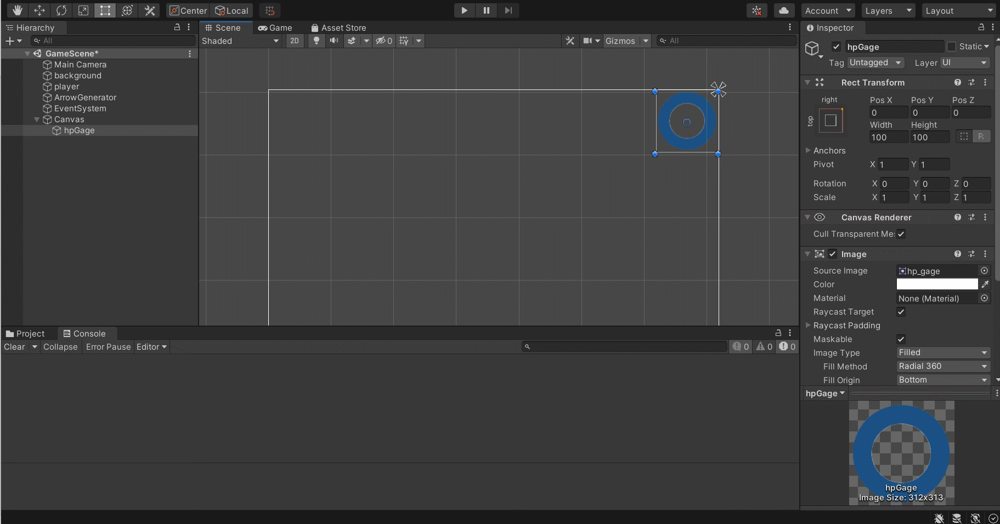 Center Local
Account Layers Layout
Hierarchy
All
GameScene*
Main Camera
background
player
ArrowGenerator
EventSystem
Canvas
hpGage
Scene Game Asset Store
Shaded 2D 0 Gizmos All
Project Console
Clear Collapse Error Pause Editor 0 0 0
Inspector
hpGage Static
Tag Untagged Layer UI
Rect Transform
right
top
Pos X Pos Y Pos Z
0 0 0
Width Height
100 100 R
Anchors
Pivot X 1 Y 1
Rotation X 0 Y 0 Z 0
Scale X 1 Y 1 Z 1
Canvas Renderer
Cull Transparent Me
Image
Source Image hp_gage
Color
Material None (Material)
Raycast Target
Raycast Padding
Maskable
Image Type Filled
Fill Method Radial 360
Fill Origin Bottom
hpGage
hpGage
Image Size: 312x313